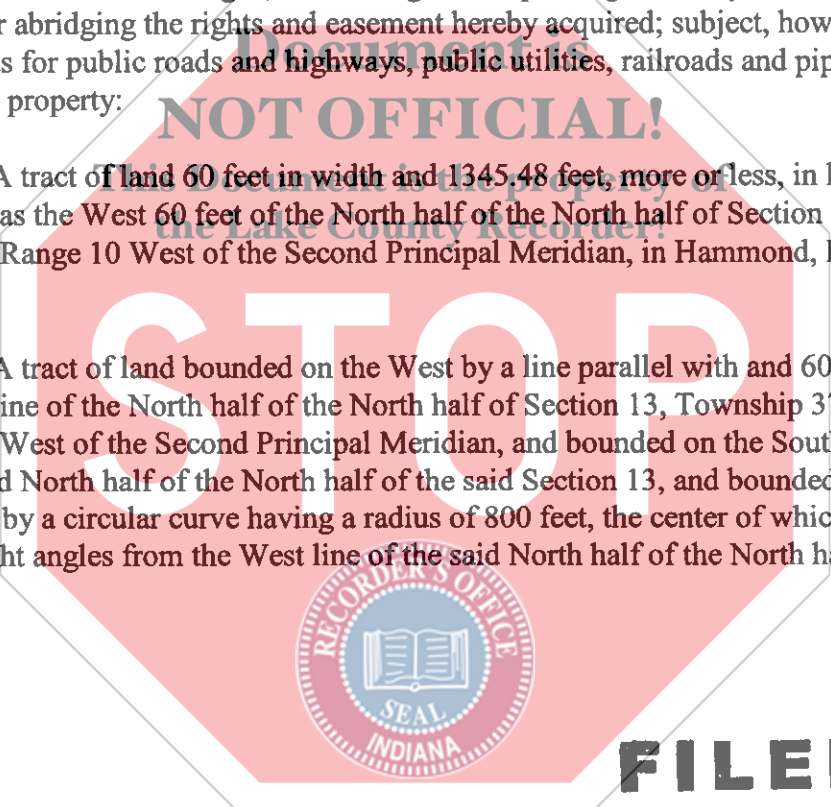 r abridging the rights and easement hereby acquired; subject, how
Document is
s for public roads and highways, public utilities, railroads and pip
property:
NOT OFFICIAL!
A tract of land 60 feet in width and 1345.48 feet, more or less, in l
This Document is the property of
as the West 60 feet of the North half of the North half of Section
the Lake County Recorder!
Range 10 West of the Second Principal Meridian, in Hammond, I
STOP
A tract of land bounded on the West by a line parallel with and 60
ine of the North half of the North half of Section 13, Township 37
West of the Second Principal Meridian, and bounded on the Sout
d North half of the North half of the said Section 13, and bounded
by a circular curve having a radius of 800 feet, the center of whic
ht angles from the West line of the said North half of the North ha
RECORDER'S OFFICE
SEAL
INDIANA
FILE